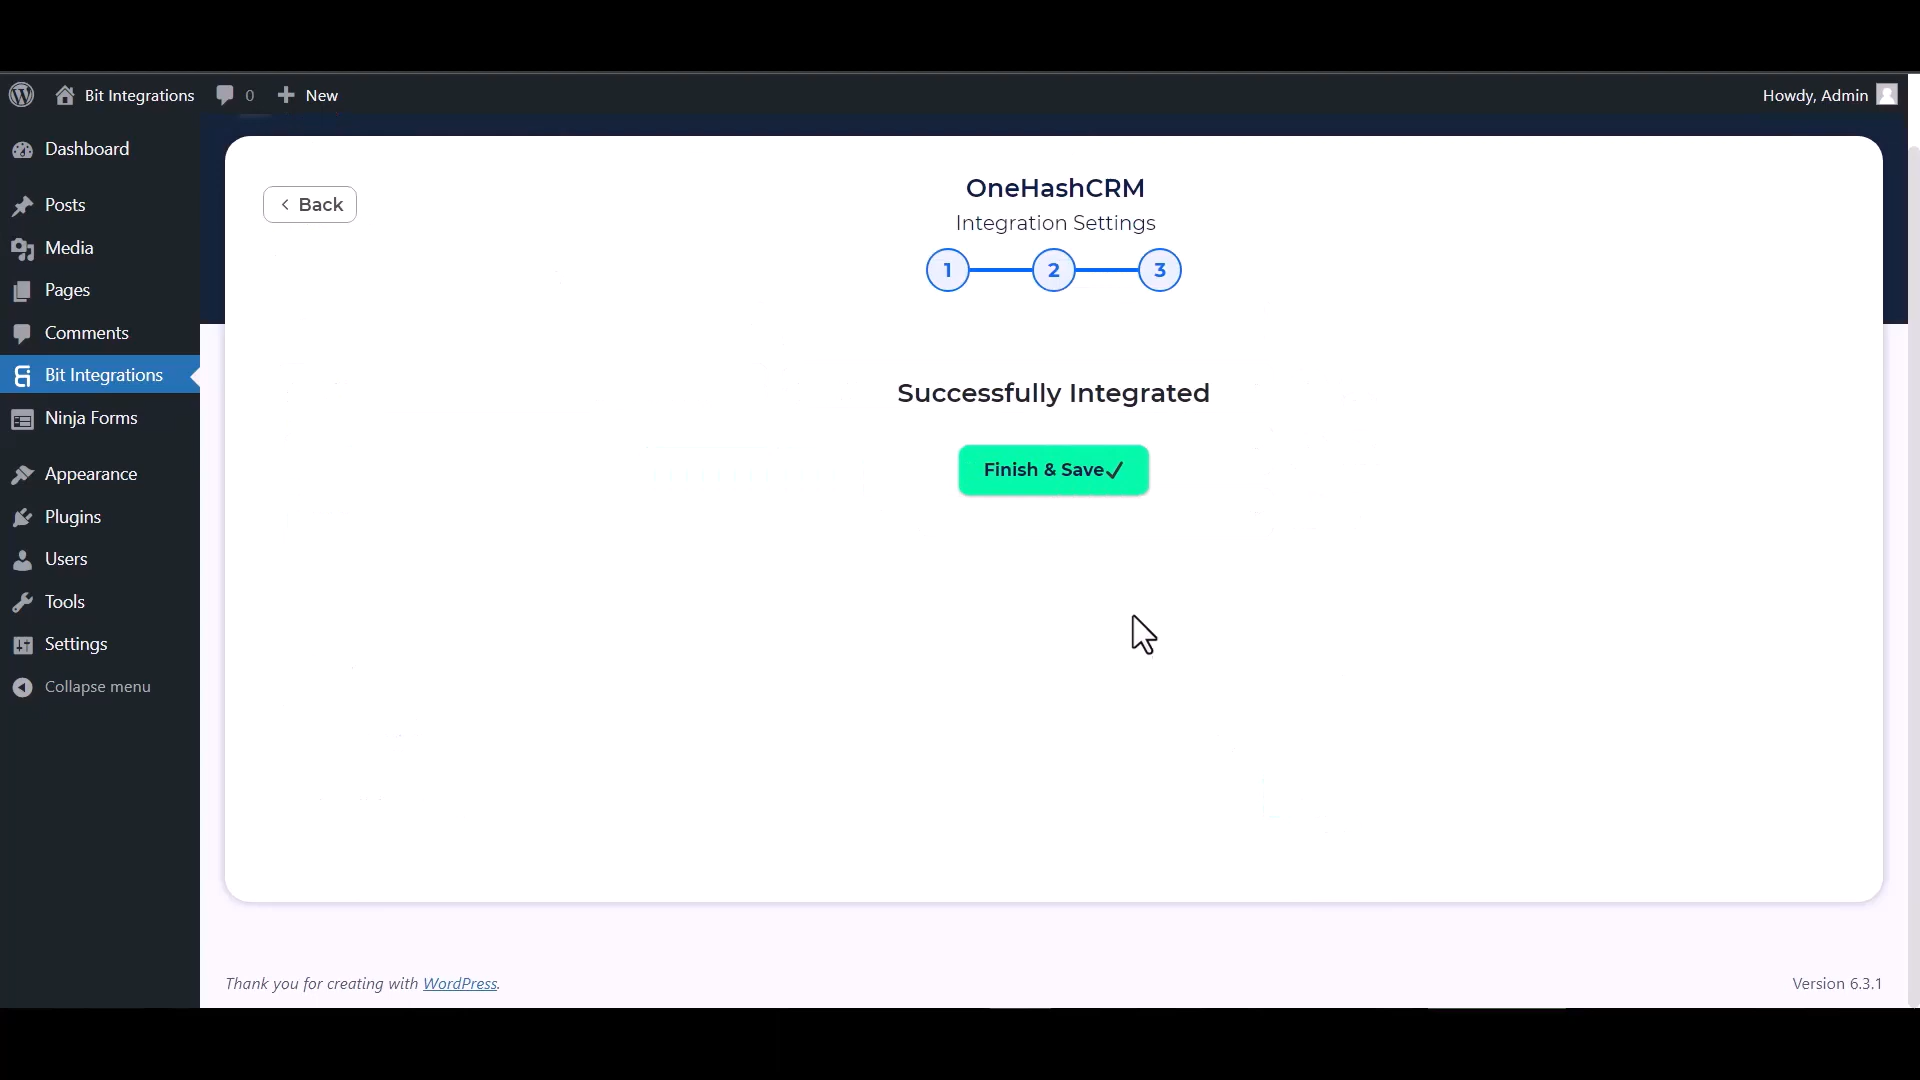 Bit Integrations
0
New
Howdy, Admin
Dashboard
Posts
Media
Pages
Comments
Bit Integrations
Ninja Forms
Appearance
Plugins
Users
Tools
Settings
Collapse menu
Back
OneHashCRM
Integration Settings
1
2
3
Successfully Integrated
Finish & Save
Thank you for creating with WordPress.
Version 6.3.1